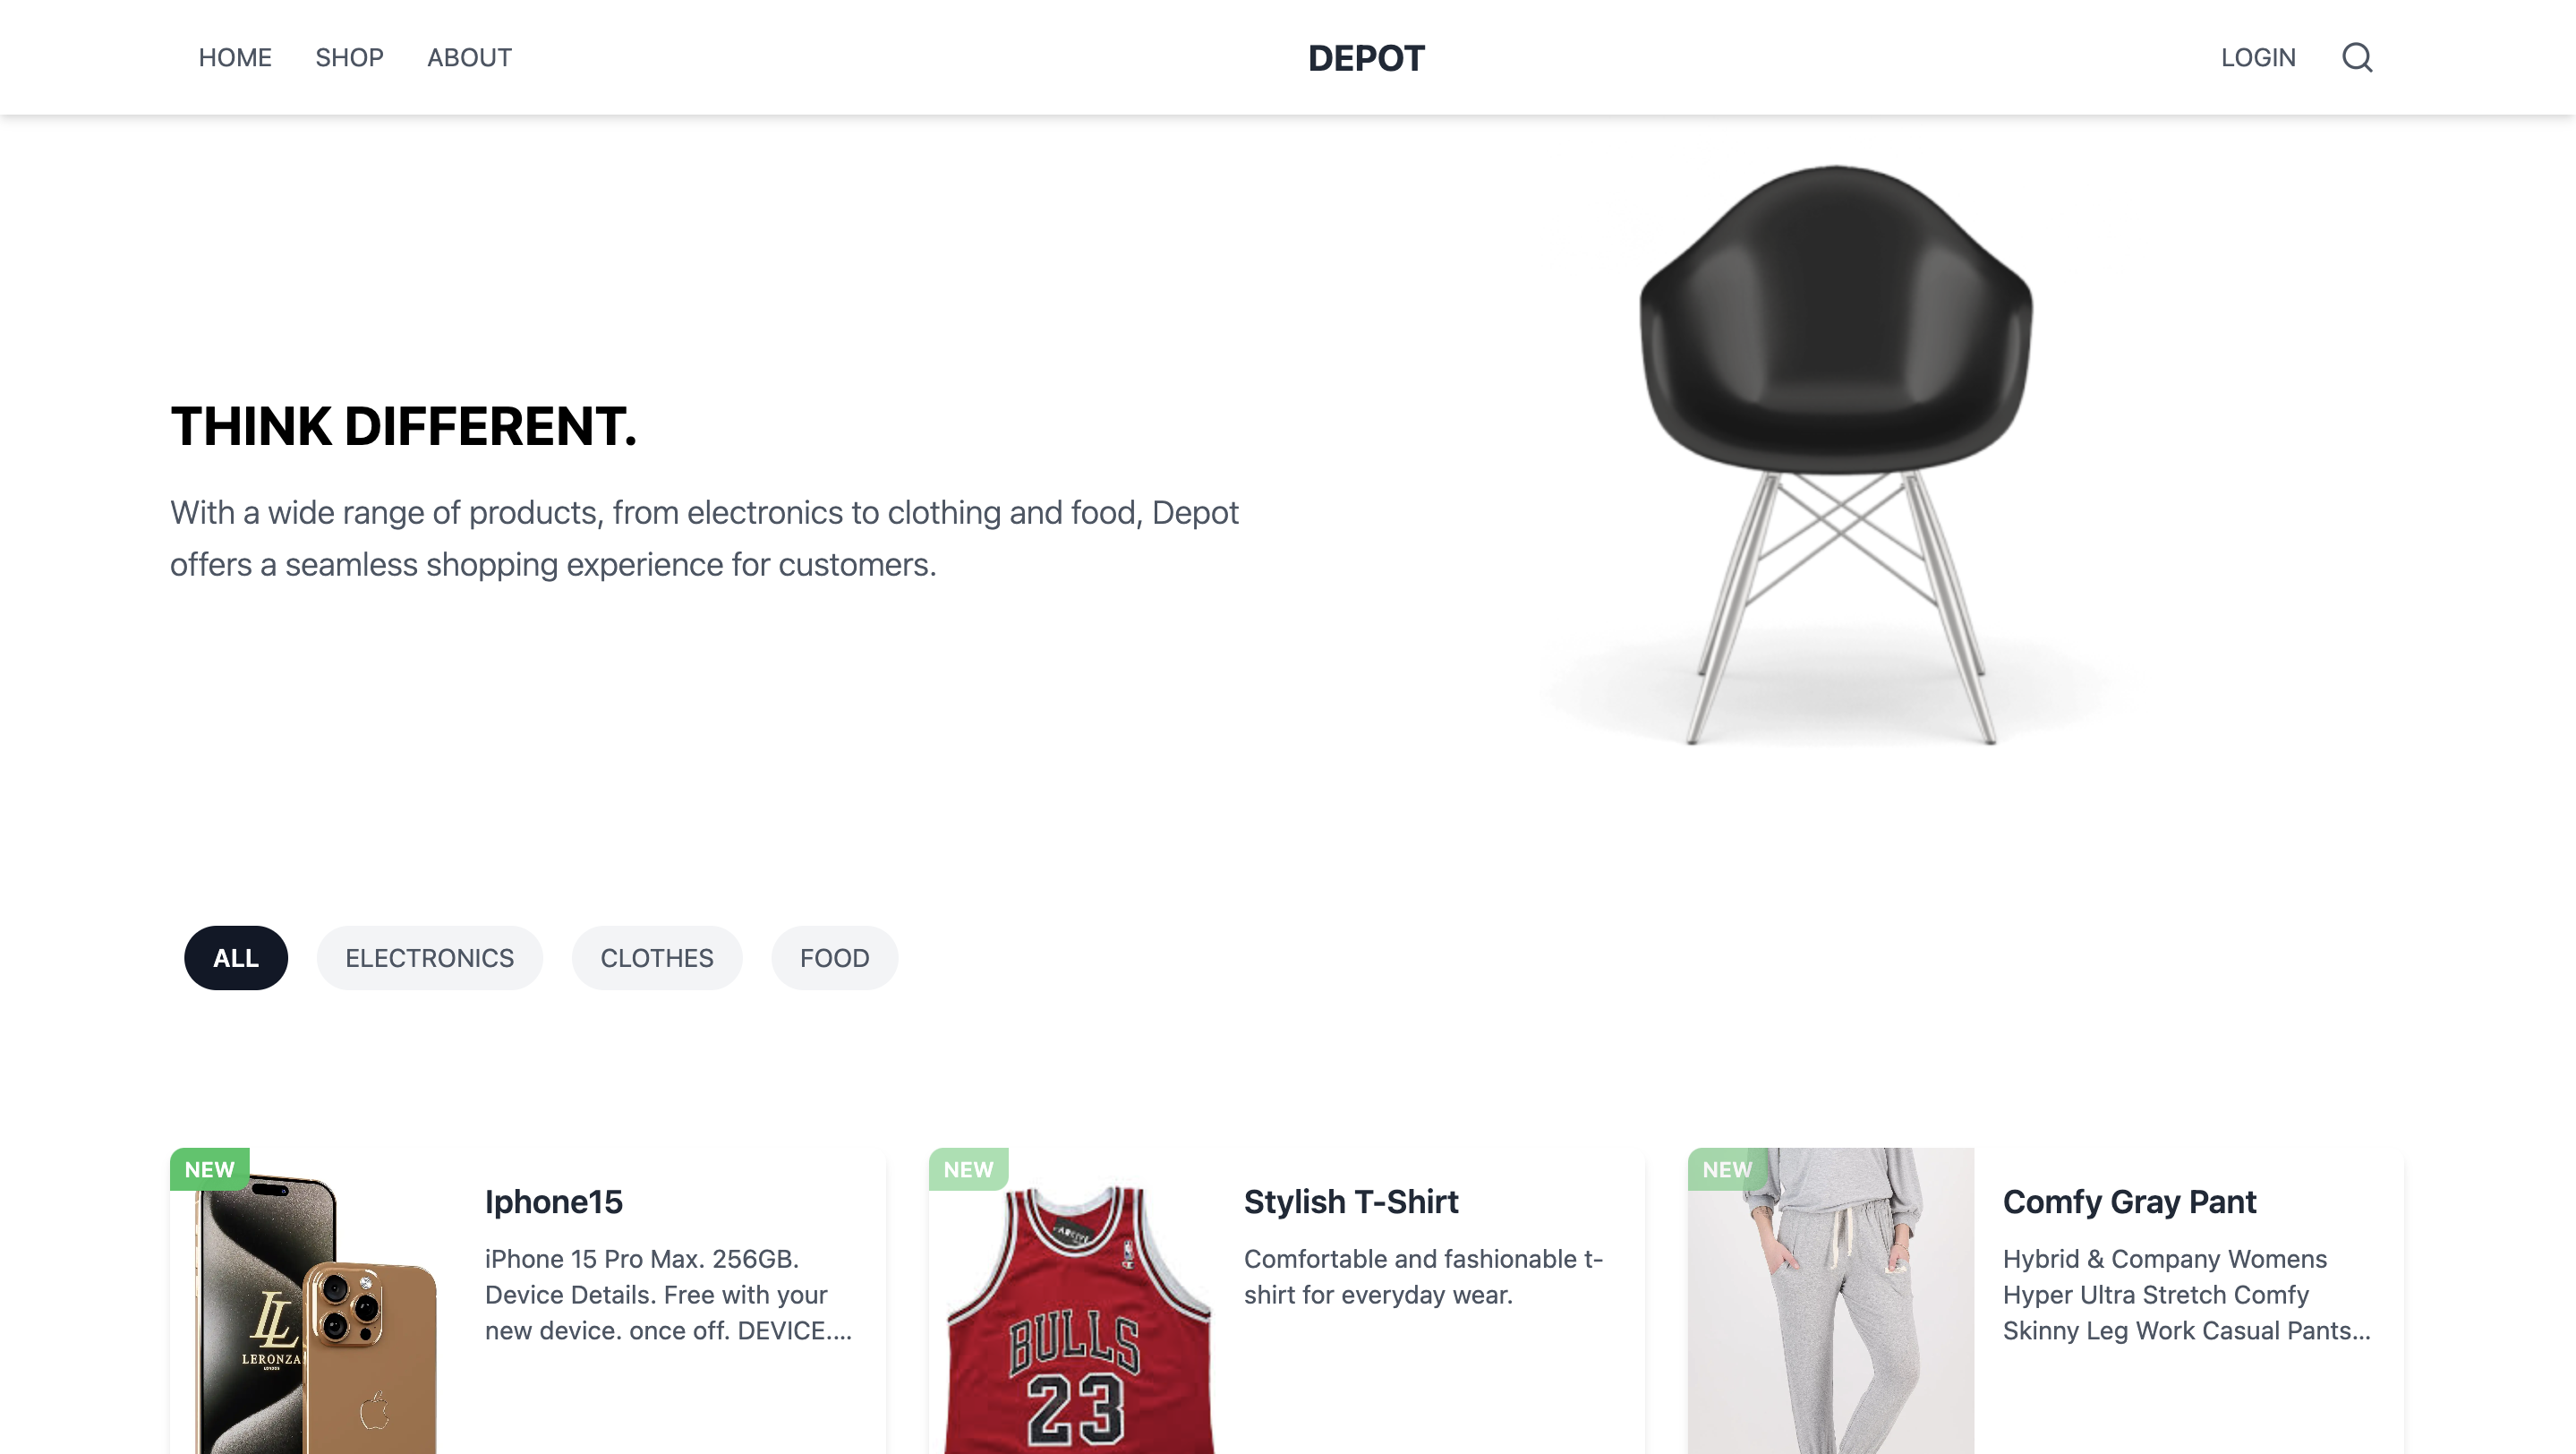 HOME SHOP ABOUT DEPOT LOGIN
THINK DIFFERENT.
With a wide range of products, from electronics to clothing and food, Depot
offers a seamless shopping experience for customers.
ALL ELECTRONICS CLOTHES FOOD
NEW
Iphone15
iPhone 15 Pro Max. 256GB.
Device Details. Free with your
new device. once off. DEVICE....
LL
LERONZA
LONDON
NEW
Stylish T-Shirt
Comfortable and fashionable t-
shirt for everyday wear.
BULLS
23
NEW
Comfy Gray Pant
Hybrid & Company Womens
Hyper Ultra Stretch Comfy
Skinny Leg Work Casual Pants...